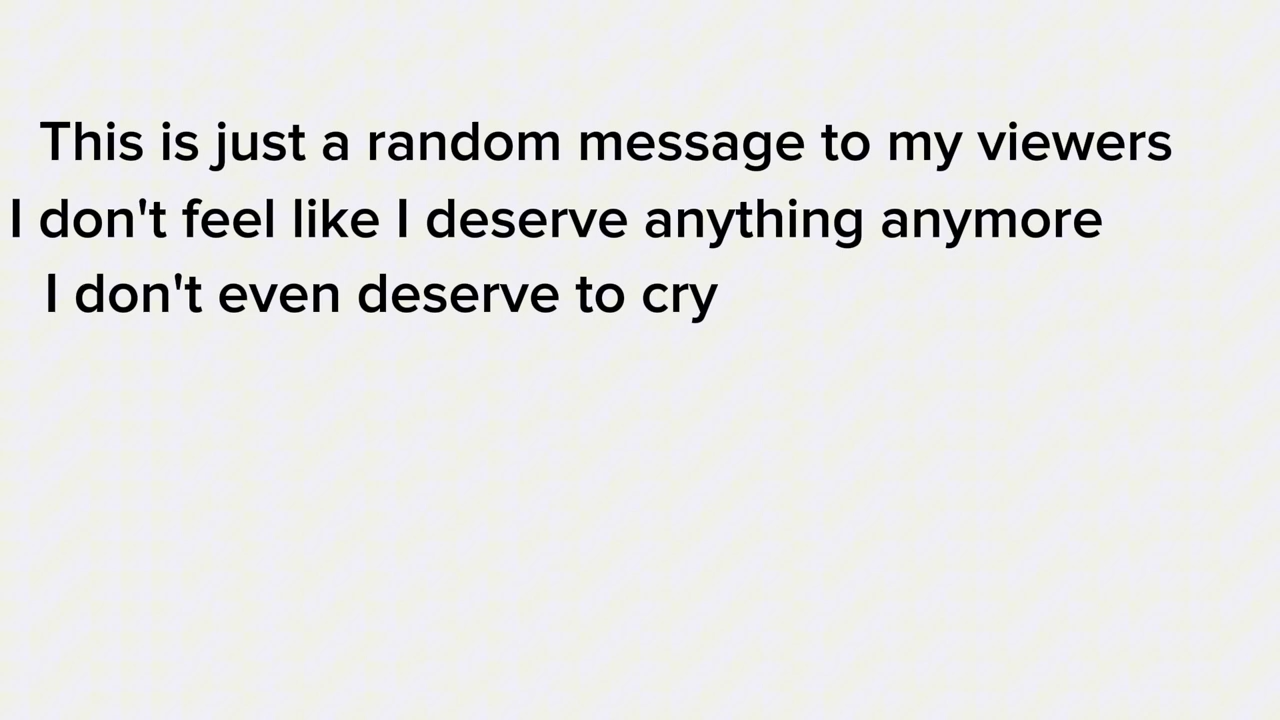 This is just a random message to my viewers
I don't feel like I deserve anything anymore
I don't even deserve to cry